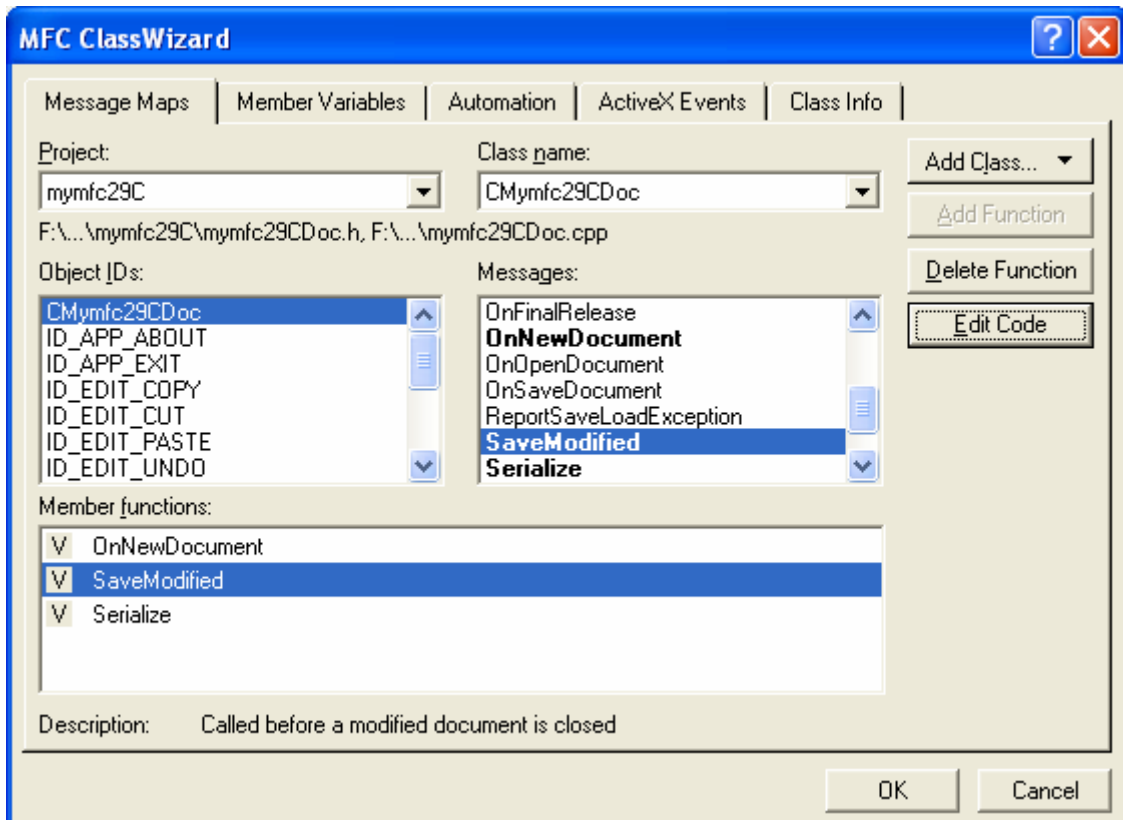 MFC ClassWizard
Message Maps
Member Variables
Automation
ActiveX Events
Class Info
Project:
Class name:
mymfc29C
CMymfc29CDoc
F:\...\mymfc29C\mymfc29CDoc.h, F:\...\mymfc29CDoc.cpp
Add Class...
Add Function
Delete Function
Edit Code
Object IDs:
CMymfc29CDoc
ID_APP_ABOUT
ID_APP_EXIT
ID_EDIT_COPY
ID_EDIT_CUT
ID_EDIT_PASTE
ID_EDIT_UNDO
Messages:
OnFinalRelease
OnNewDocument
OnOpenDocument
OnSaveDocument
ReportSaveLoadException
SaveModified
Serialize
Member functions:
V OnNewDocument
V SaveModified
V Serialize
Description: Called before a modified document is closed
OK
Cancel